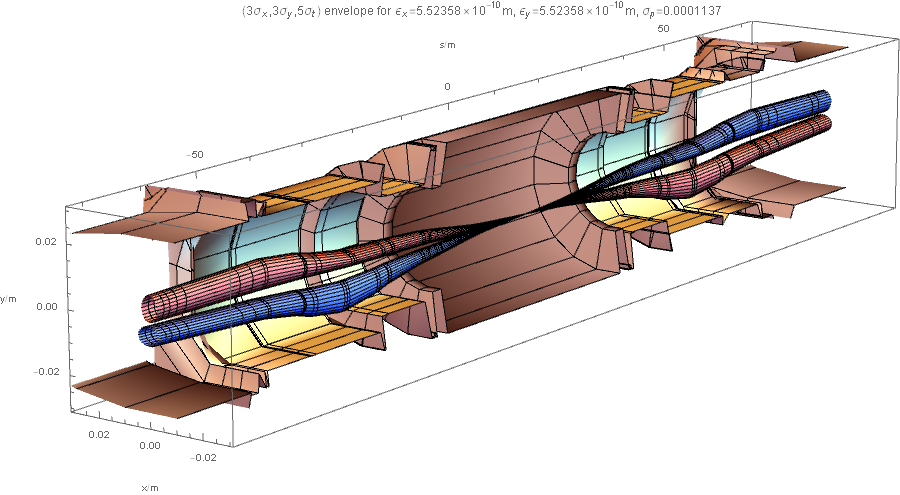 (3σx,3σy,5σt) envelope for ϵx=5.52358×10⁻¹⁰m, ϵy=5.52358×10⁻¹⁰m, σp=0.0001137
50
s/m
0
-50
0.02
y/m
0.00
-0.02
0.02
0.00
-0.02
x/m